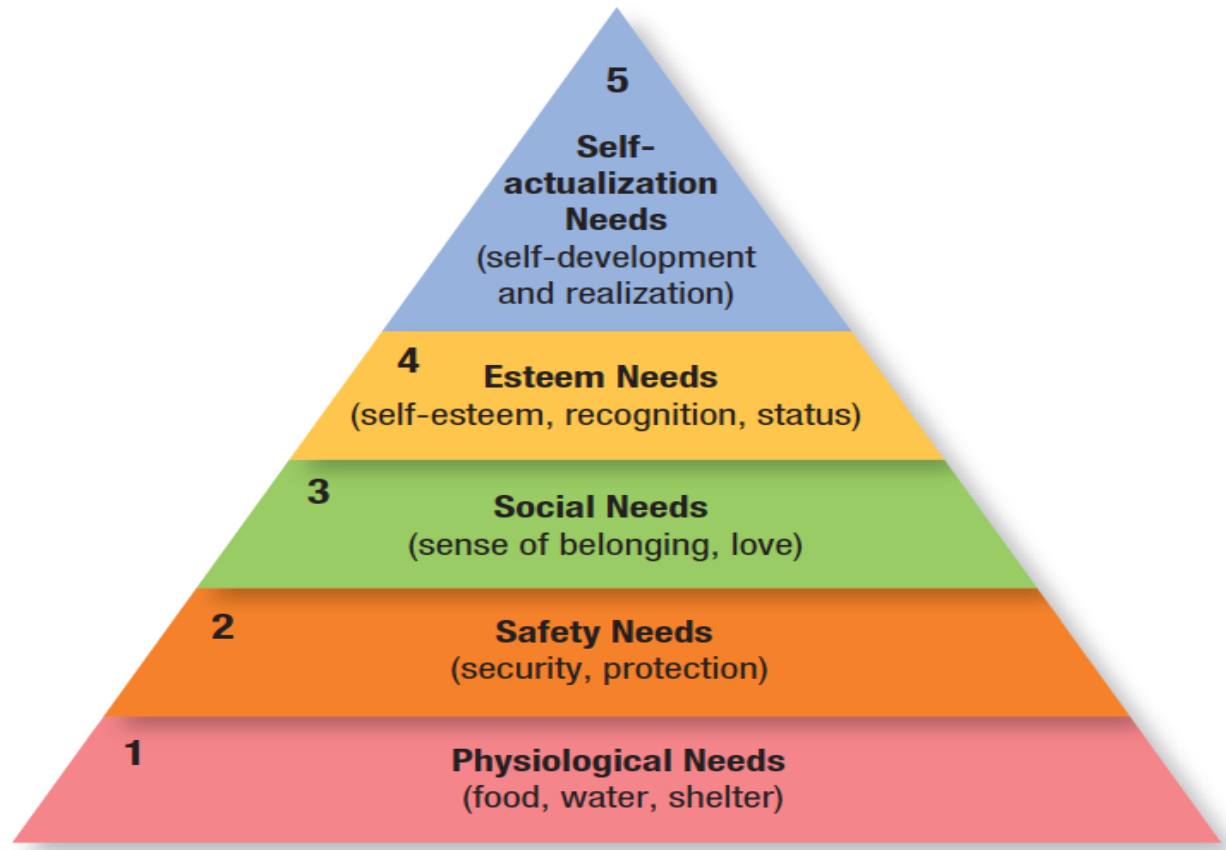 5
Self-
actualization
Needs
(self-development
and realization)
4
Esteem Needs
(self-esteem, recognition, status)
3
Social Needs
(sense of belonging, love)
2
Safety Needs
(security, protection)
1
Physiological Needs
(food, water, shelter)